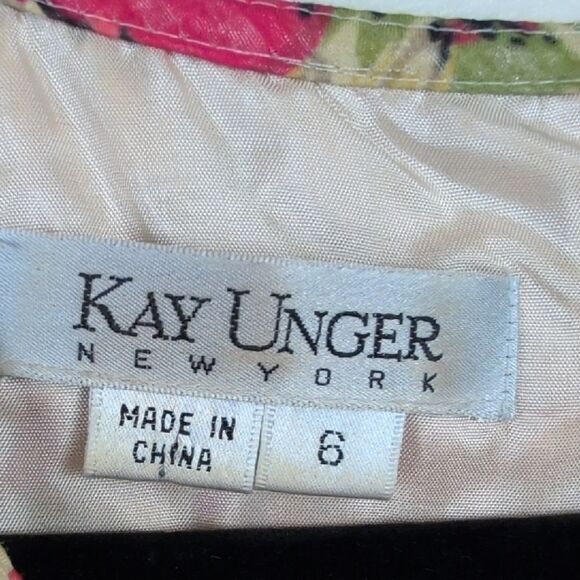 KAY UNGER
NEW YORK
MADE IN
CHINA
6